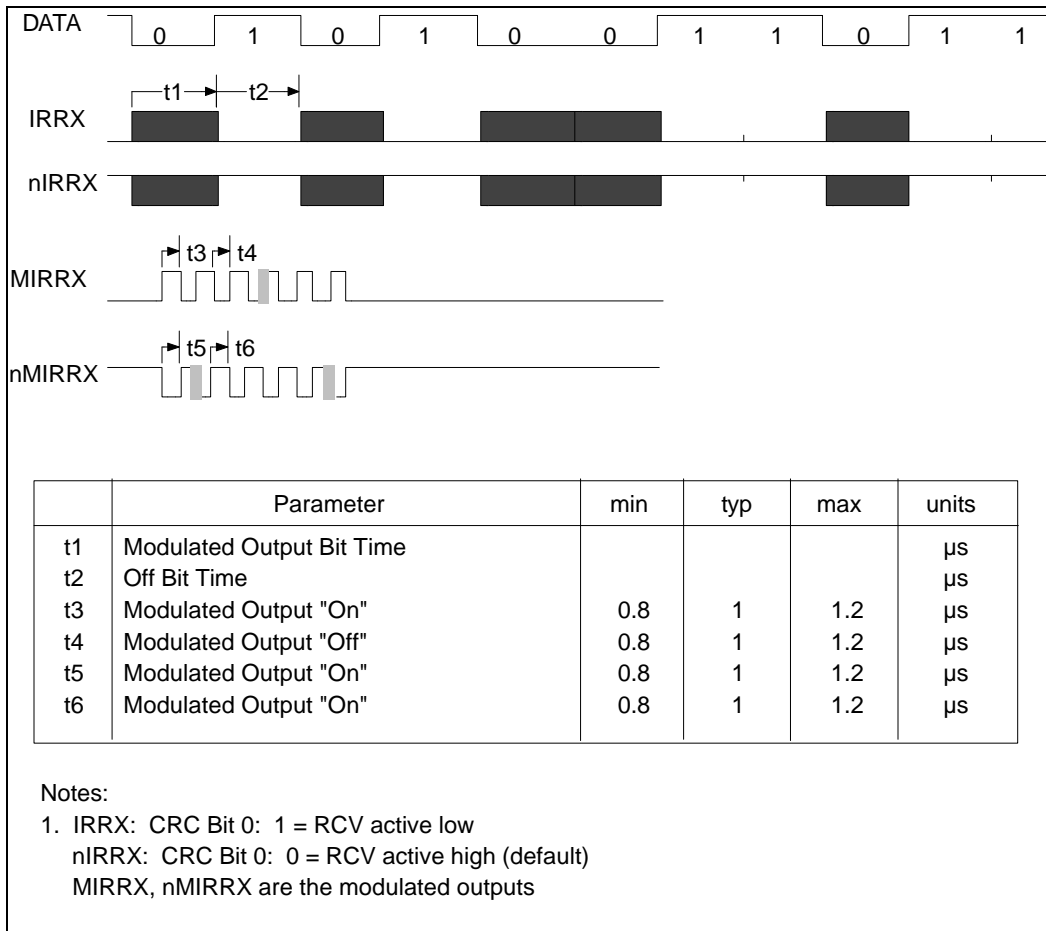 DATA 0 1 0 1 0 0 1 1 0 1 1
t1 t2
IRRX
nIRRX
t3 t4
MIRRX
t5 t6
nMIRRX
Parameter min typ max units
t1 Modulated Output Bit Time µs
t2 Off Bit Time µs
t3 Modulated Output "On" 0.8 1 1.2 µs
t4 Modulated Output "Off" 0.8 1 1.2 µs
t5 Modulated Output "On" 0.8 1 1.2 µs
t6 Modulated Output "On" 0.8 1 1.2 µs
Notes:
1. IRRX: CRC Bit 0: 1 = RCV active low
nIRRX: CRC Bit 0: 0 = RCV active high (default)
MIRRX, nMIRRX are the modulated outputs